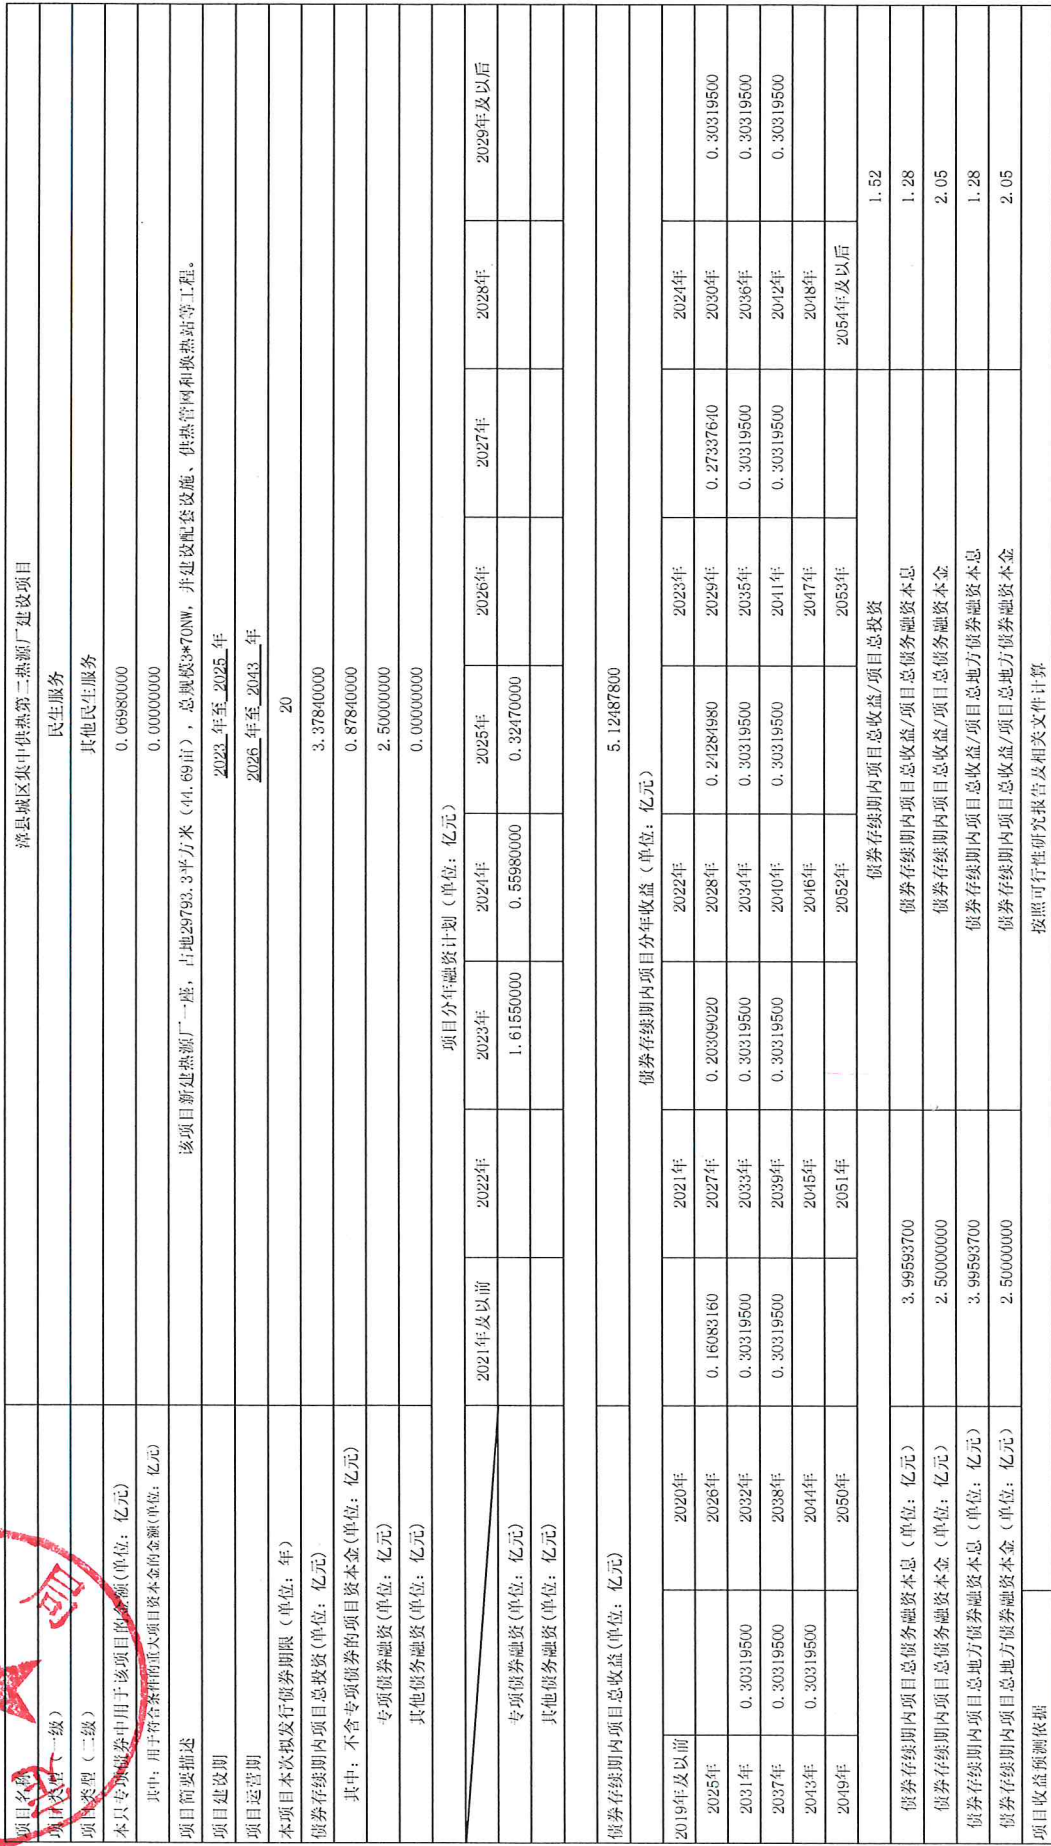 项目名称 漳县城区集中供热第二热源厂建设项目
项目类型（一级） 民生服务
项目类型（二级） 其他民生服务
本只专项债券中用于该项目的金额(单位：亿元) 0.06980000
其中：用于符合条件的重大项目资本金的金额(单位：亿元) 0.00000000
项目简要描述 该项目新建热源厂一座，占地29793.3平方米（44.69亩），总规模3*70NW，并建设配套设施、供热管网和换热站等工程。
项目建设期 2023 年至 2025 年
项目运营期 2026 年至 2043 年
本项目本次拟发行债券期限（单位：年） 20
债券存续期内项目总投资(单位：亿元) 3.37840000
其中：不含专项债券的项目资本金(单位：亿元) 0.87840000
专项债券融资(单位：亿元) 2.50000000
其他债务融资(单位：亿元) 0.00000000
项目分年融资计划（单位：亿元）
2021年及以前 2022年 2023年 2024年 2025年 2026年 2027年 2028年 2029年及以后
专项债券融资(单位：亿元) 1.61550000 0.55980000 0.32470000
其他债务融资(单位：亿元)
债券存续期内项目总收益(单位：亿元) 5.12487800
债券存续期内项目分年收益（单位：亿元）
2019年及以前 2020年 2021年 2022年 2023年 2024年
2025年 2026年 0.16083160 2027年 0.20309020 2028年 0.24284980 2029年 0.27337640 2030年 0.30319500
2031年 0.30319500 2032年 0.30319500 2033年 0.30319500 2034年 0.30319500 2035年 0.30319500 2036年 0.30319500
2037年 0.30319500 2038年 0.30319500 2039年 0.30319500 2040年 0.30319500 2041年 0.30319500 2042年 0.30319500
2043年 0.30319500 2044年 2045年 2046年 2047年 2048年
2049年 2050年 2051年 2052年 2053年 2054年及以后
债券存续期内项目总收益/项目总投资 1.52
债券存续期内项目总债务融资本息（单位：亿元） 3.99593700 债券存续期内项目总收益/项目总债务融资本息 1.28
债券存续期内项目总债务融资本金（单位：亿元） 2.50000000 债券存续期内项目总收益/项目总债务融资本金 2.05
债券存续期内项目总地方债券融资本息（单位：亿元） 3.99593700 债券存续期内项目总收益/项目总地方债券融资本息 1.28
债券存续期内项目总地方债券融资本金（单位：亿元） 2.50000000 债券存续期内项目总收益/项目总地方债券融资本金 2.05
项目收益预测依据 按照可行性研究报告及相关文件计算